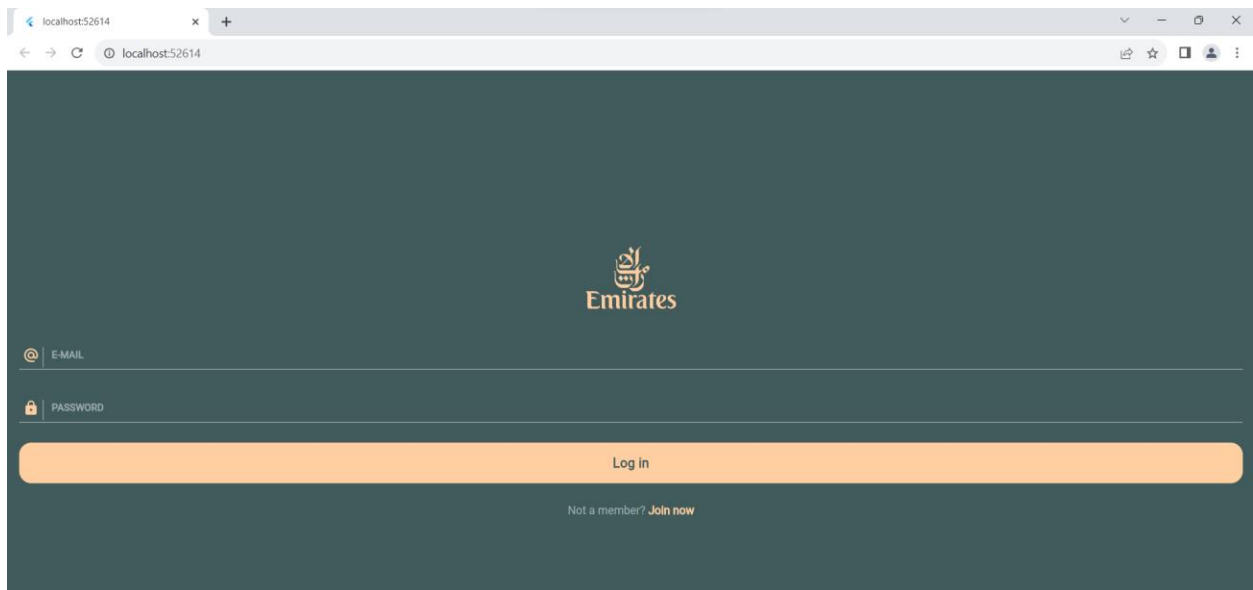 localhost:52614
localhost:52614
Emirates
@ E-MAIL
PASSWORD
Log in
Not a member? Join now